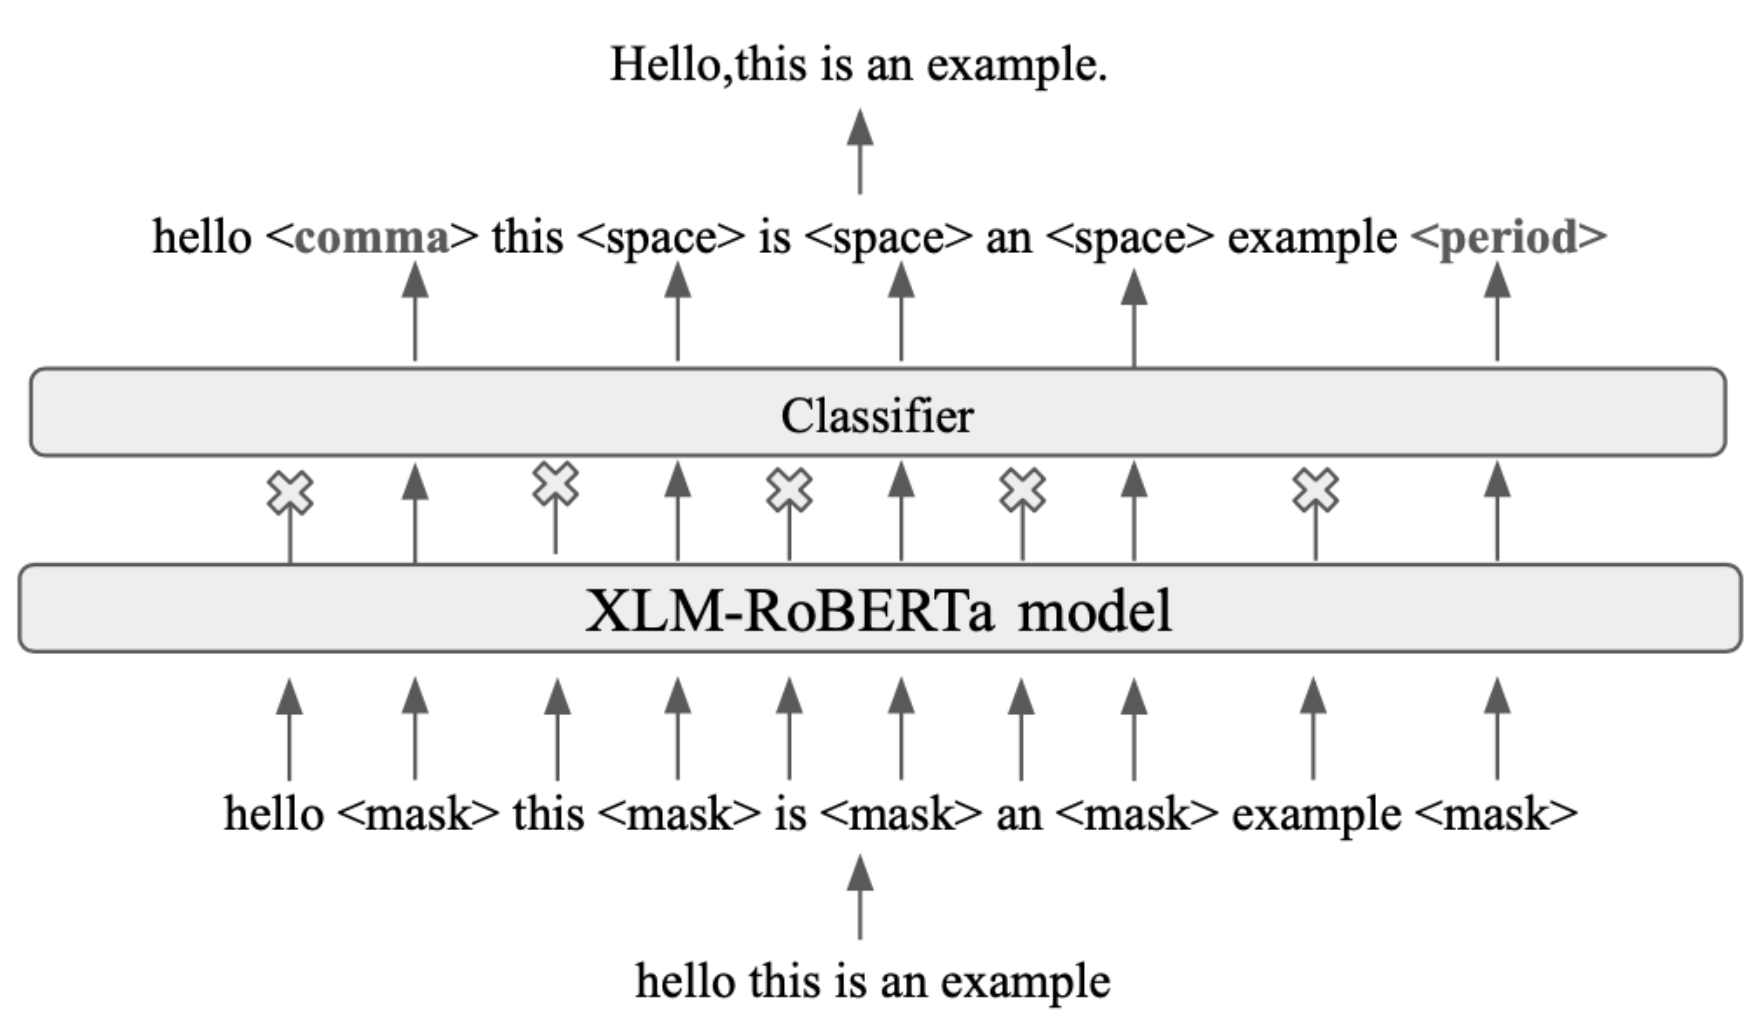 Hello,this is an example.
hello <comma> this <space> is <space> an <space> example <period>
Classifier
XLM-RoBERTa model
hello <mask> this <mask> is <mask> an <mask> example <mask>
hello this is an example